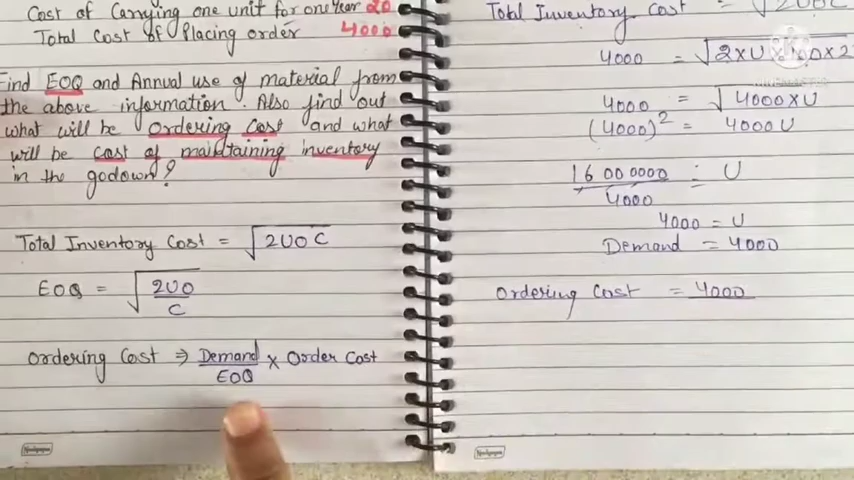 Cost of Carrying one unit for one year 20
Total Cost of Placing order 4000
Find EOQ and Annual use of material from
the above information. Also find out
what will be ordering cost and what
will be cost of maintaining inventory
in the godown?
Total Inventory Cost = √2UOC
EOQ = √2UO
C
Ordering Cost ⇒ Demand × Order Cost
EOQ
Total Inventory Cost = √2UOC
4000 = √2×U×
4000 = √4000×U
(4000)² = 4000U
16000000 = U
4000
4000 = U
Demand = 4000
Ordering Cost = 4000